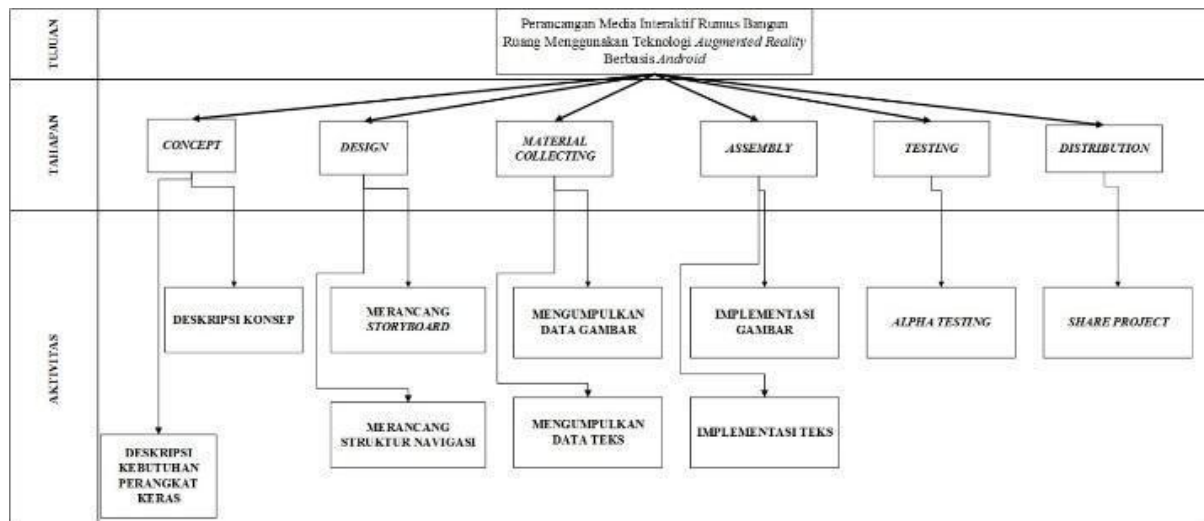 TUJUAN
Perancangan Media Interaktif Rumus Bangun
Ruang Menggunakan Teknologi Augmented Reality
Berbasis Android
TAHAPAN
CONCEPT
DESIGN
MATERIAL
COLLECTING
ASSEMBLY
TESTING
DISTRIBUTION
AKTIVITAS
DESKRIPSI KONSEP
MERANCANG
STORYBOARD
MENGUMPULKAN
DATA GAMBAR
IMPLEMENTASI
GAMBAR
ALPHA TESTING
SHARE PROJECT
DESKRIPSI
KEBUTUHAN
PERANGKAT
KERAS
MERANCANG
STRUKTUR NAVIGASI
MENGUMPULKAN
DATA TEKS
IMPLEMENTASI TEKS